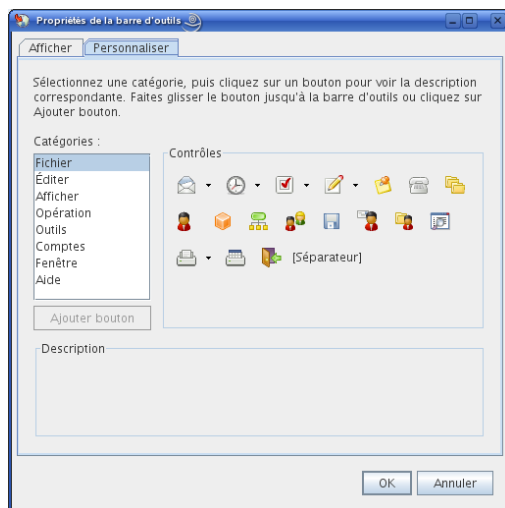 Propriétés de la barre d'outils
Afficher
Personnaliser
Sélectionnez une catégorie, puis cliquez sur un bouton pour voir la description
correspondante. Faites glisser le bouton jusqu'à la barre d'outils ou cliquez sur
Ajouter bouton.
Catégories :
Fichier
Éditer
Afficher
Opération
Outils
Comptes
Fenêtre
Aide
Ajouter bouton
Contrôles
[Séparateur]
Description
OK
Annuler